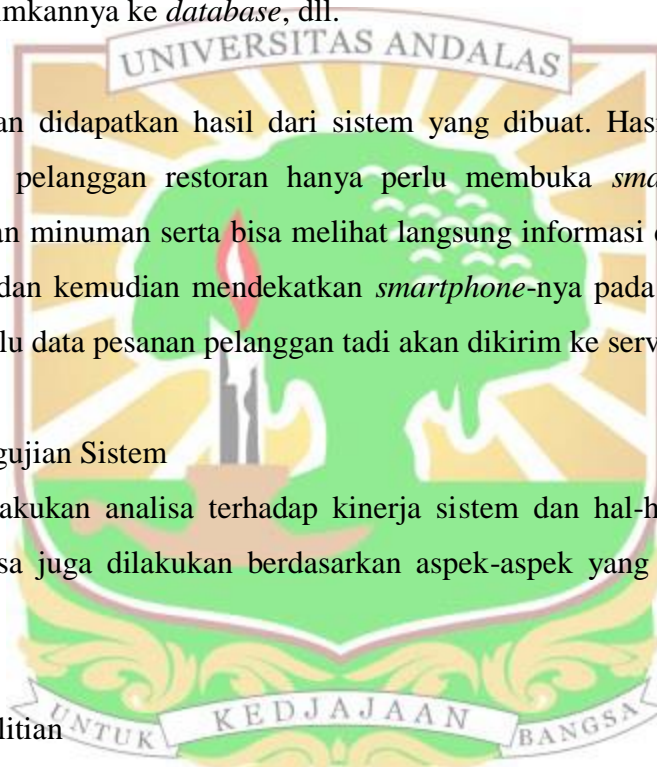 imkannya ke database, dll.
UNIVERSITAS ANDALAS
an didapatkan hasil dari sistem yang dibuat. Has
pelanggan restoran hanya perlu membuka sma
an minuman serta bisa melihat langsung informasi
dan kemudian mendekatkan smartphone-nya pada
lu data pesanan pelanggan tadi akan dikirim ke serv
gujian Sistem
akukan analisa terhadap kinerja sistem dan hal-h
sa juga dilakukan berdasarkan aspek-aspek yang
UNTUK KEDJAJAAN BANGSA
litian